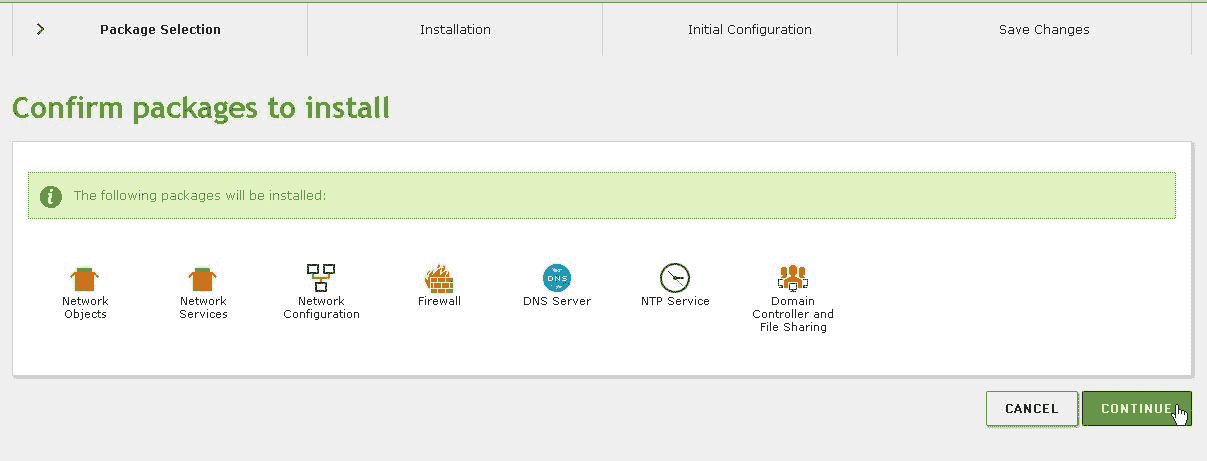 Package Selection
Installation
Initial Configuration
Save Changes
Confirm packages to install
The following packages will be installed:
Network
Objects
Network
Services
Network
Configuration
Firewall
DNS
DNS Server
NTP Service
Domain
Controller and
File Sharing
CANCEL
CONTINUE